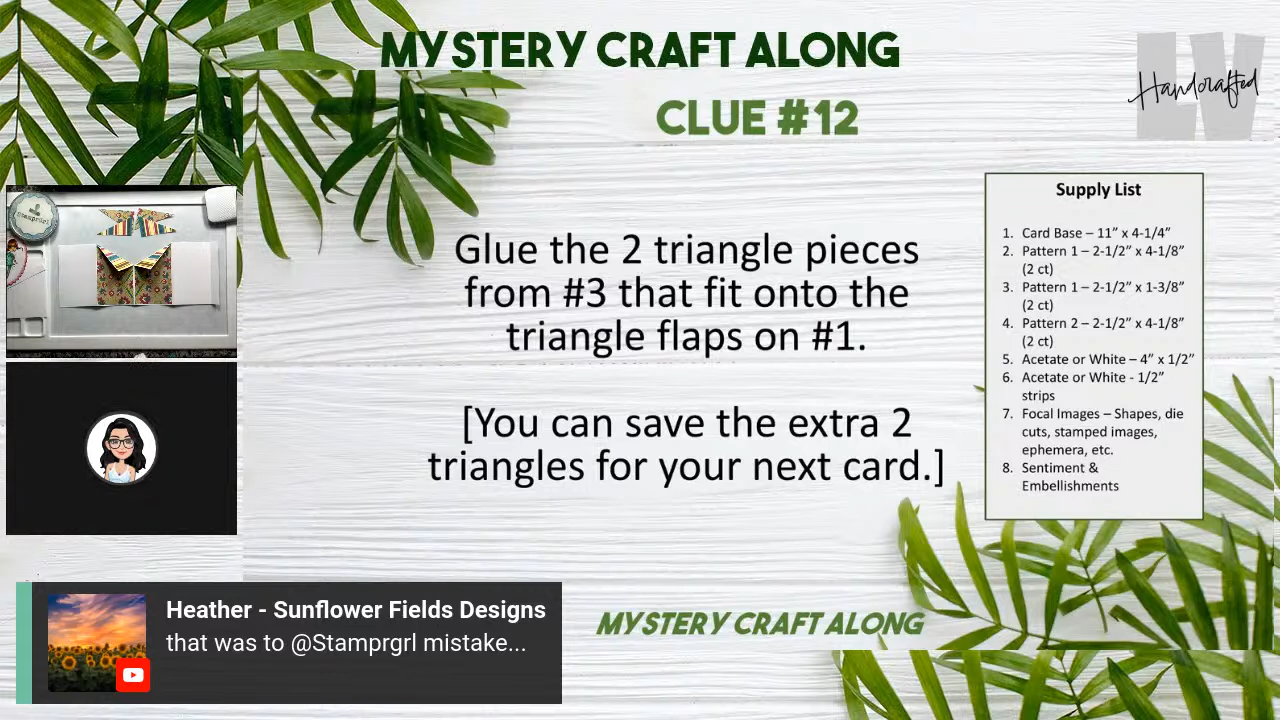 MYSTERY CRAFT ALONG
CLUE #12
Handcrafted
Stamprgrl
Glue the 2 triangle pieces
from #3 that fit onto the
triangle flaps on #1.
[You can save the extra 2
triangles for your next card.]
Supply List
1. Card Base – 11” x 4-1/4”
2. Pattern 1 – 2-1/2” x 4-1/8”
(2 ct)
3. Pattern 1 – 2-1/2” x 1-3/8”
(2 ct)
4. Pattern 2 – 2-1/2” x 4-1/8”
(2 ct)
5. Acetate or White – 4” x 1/2”
6. Acetate or White - 1/2”
strips
7. Focal Images – Shapes, die
cuts, stamped images,
ephemera, etc.
8. Sentiment &
Embellishments
Heather - Sunflower Fields Designs
that was to @Stamprgrl mistake...
MYSTERY CRAFT ALONG